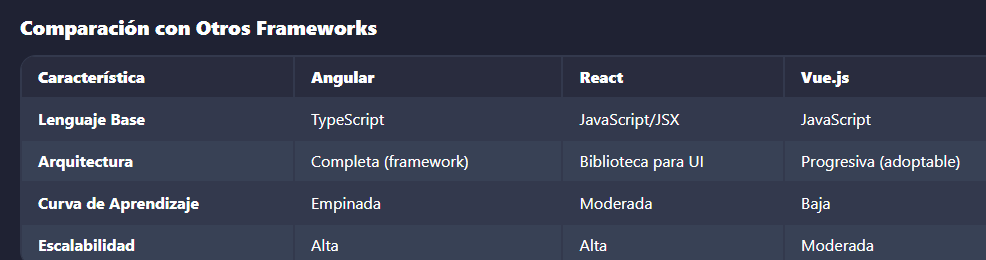 Comparación con Otros Frameworks
Característica Angular React Vue.js
Lenguaje Base TypeScript JavaScript/JSX JavaScript
Arquitectura Completa (framework) Biblioteca para UI Progresiva (adoptable)
Curva de Aprendizaje Empinada Moderada Baja
Escalabilidad Alta Alta Moderada